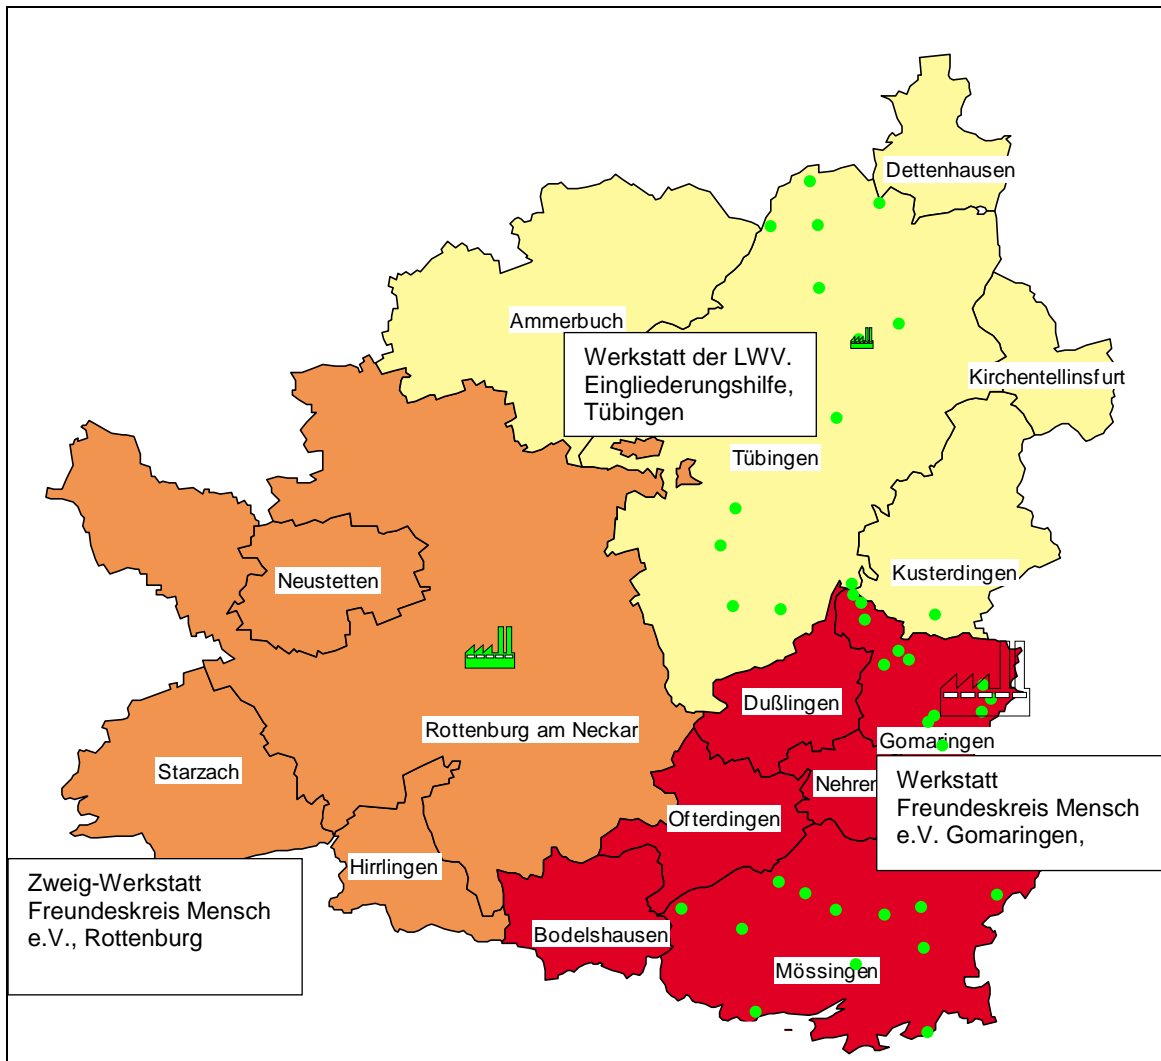 Dettenhausen
Ammerbuch
Werkstatt der LWV.
Eingliederungshilfe,
Tübingen
Kirchentellinsfurt
Tübingen
Neustetten
Kusterdingen
Dußlingen
Rottenburg am Neckar
Gomaringen
Starzach
Nehren
Werkstatt
Freundeskreis Mensch
e.V. Gomaringen,
Ofterdingen
Hirrlingen
Zweig-Werkstatt
Freundeskreis Mensch
e.V., Rottenburg
Bodelshausen
Mössingen